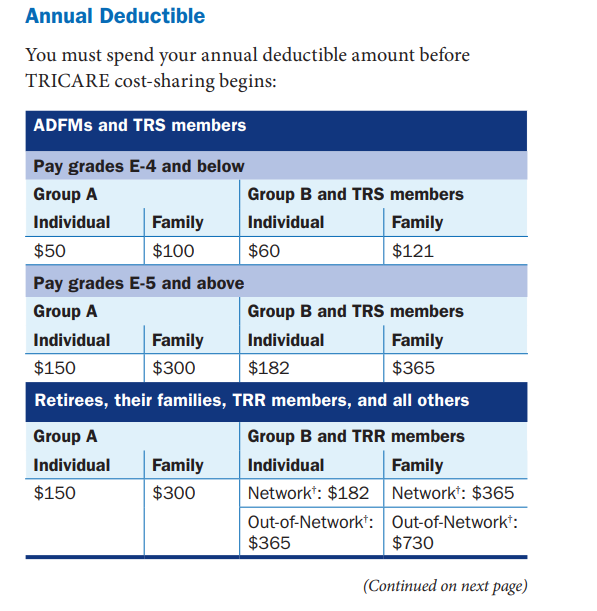 Annual Deductible
You must spend your annual deductible amount before
TRICARE cost-sharing begins:
ADFMs and TRS members
Pay grades E-4 and below
Group A Group B and TRS members
Individual Family Individual Family
$50 $100 $60 $121
Pay grades E-5 and above
Group A Group B and TRS members
Individual Family Individual Family
$150 $300 $182 $365
Retirees, their families, TRR members, and all others
Group A Group B and TRR members
Individual Family Individual Family
$150 $300 Network†: $182 Network†: $365
Out-of-Network†: Out-of-Network†:
$365 $730
(Continued on next page)